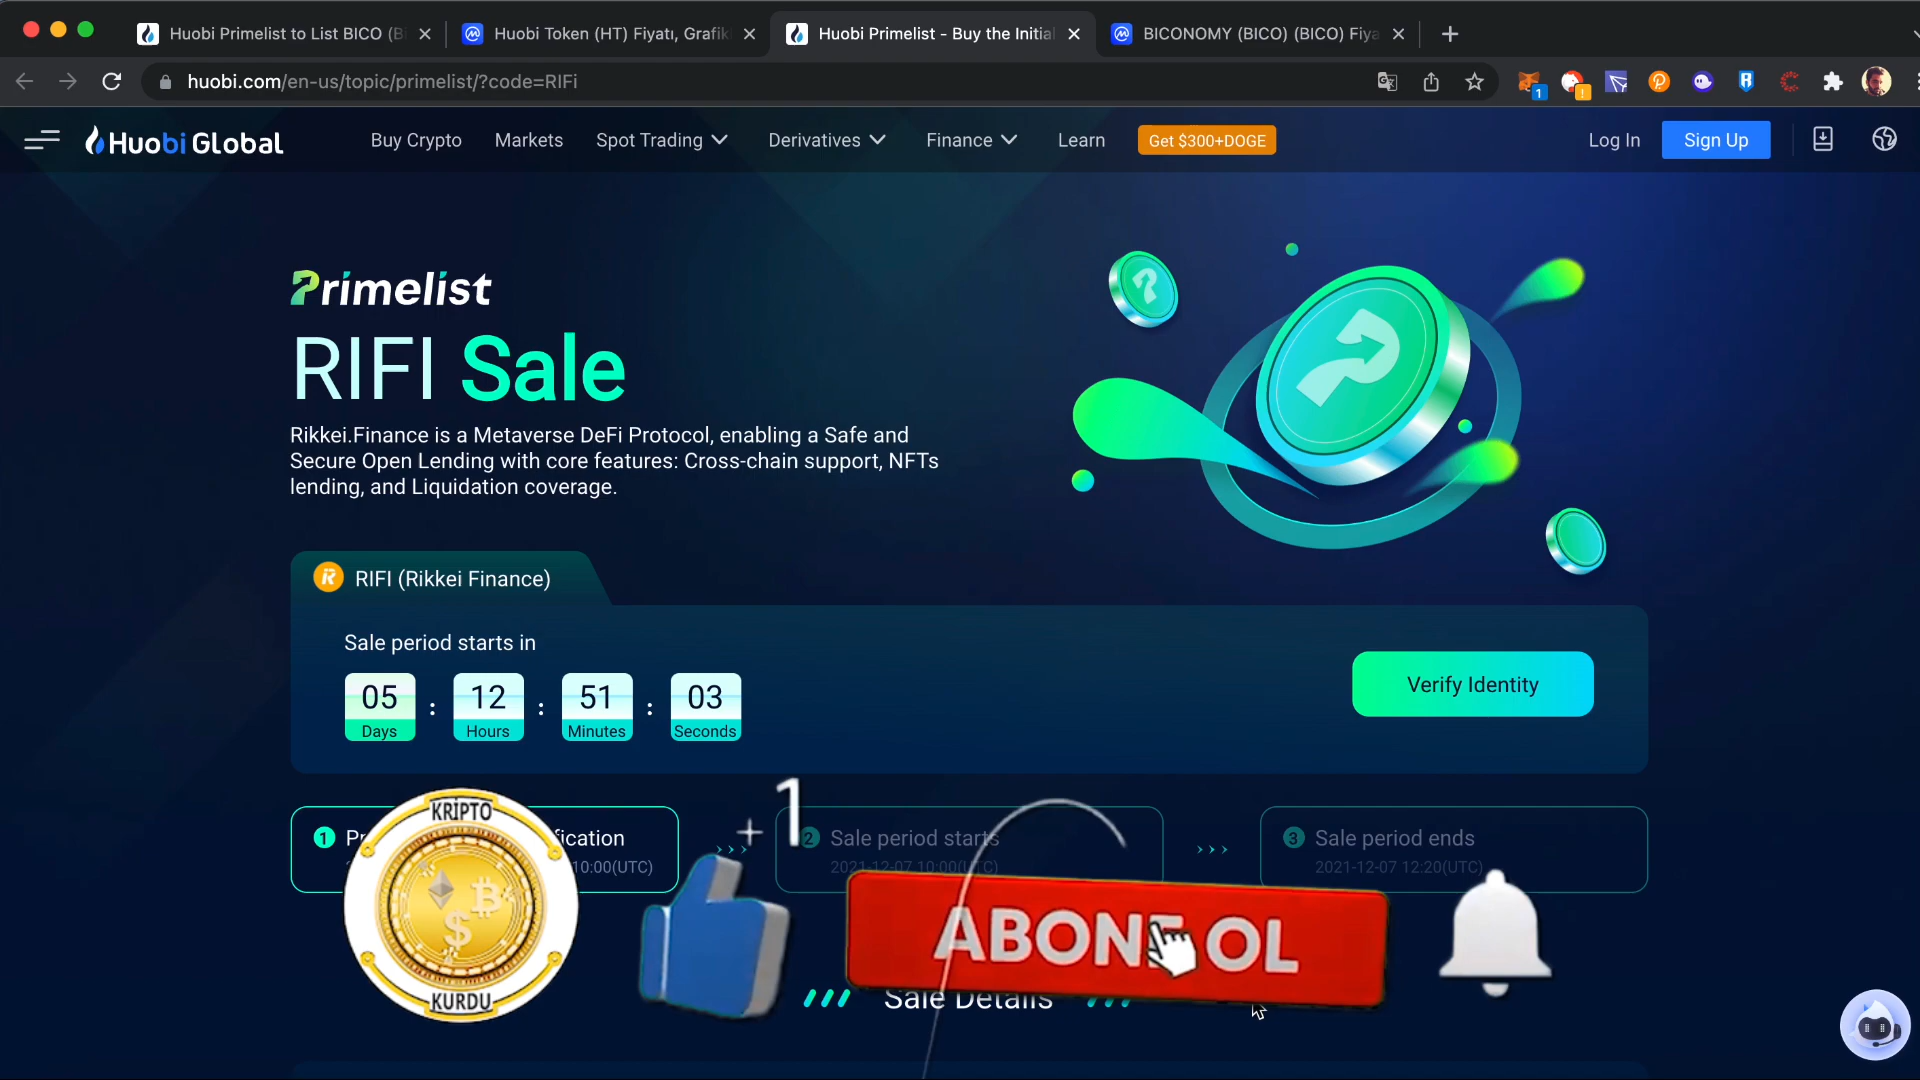 Huobi Primelist to List BICO (B
Huobi Token (HT) Fiyatı, Grafik
Huobi Primelist - Buy the Initia
BICONOMY (BICO) (BICO) Fiya
huobi.com/en-us/topic/primelist/?code=RIFi
1
!
Huobi Global
Buy Crypto
Markets
Spot Trading
Derivatives
Finance
Learn
Get $300+DOGE
Log In
Sign Up
Primelist
RIFI Sale
Rikkei.Finance is a Metaverse DeFi Protocol, enabling a Safe and
Secure Open Lending with core features: Cross-chain support, NFTs
lending, and Liquidation coverage.
RIFI (Rikkei Finance)
Sale period starts in
05 : 12 : 51 : 03
Days Hours Minutes Seconds
Verify Identity
1
2 Sale period starts
3 Sale period ends
10:00(UTC)
2021-12-07 10:00(UTC)
2021-12-07 12:20(UTC)
KRİPTO
KURDU
+1
ABONE OL
Sale Details